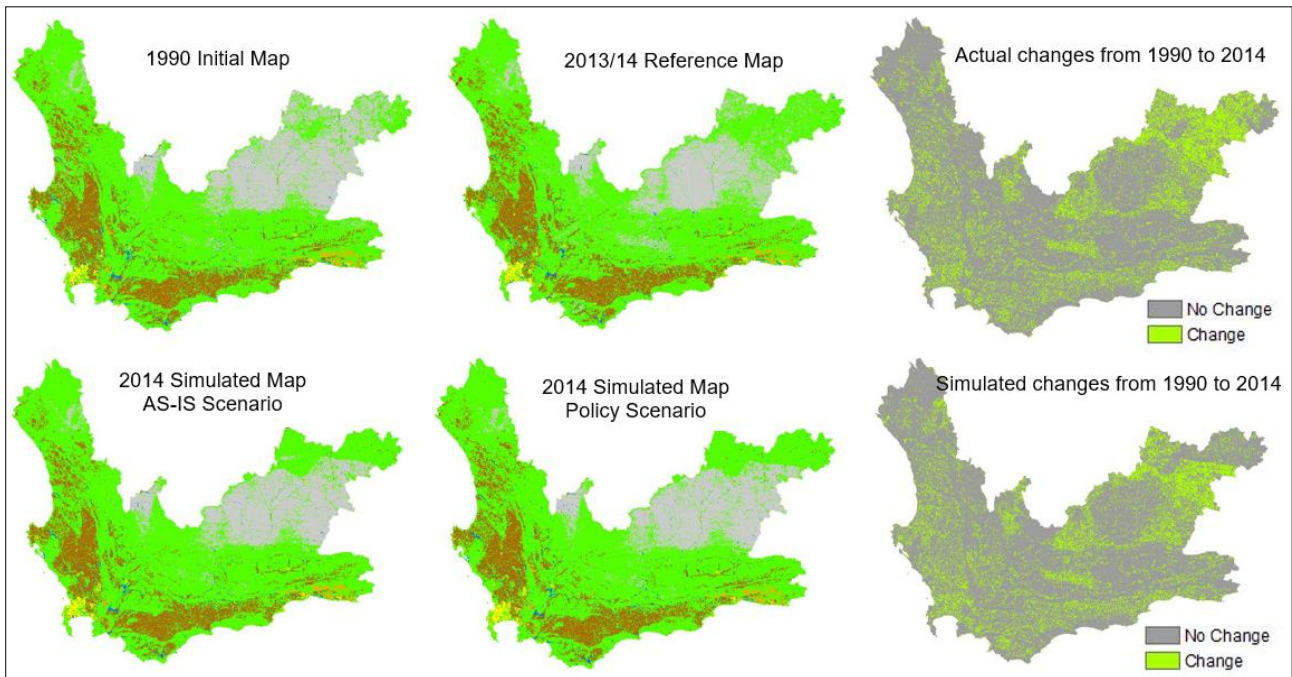 1990 Initial Map
2013/14 Reference Map
Actual changes from 1990 to 2014
No Change
Change
2014 Simulated Map
AS-IS Scenario
2014 Simulated Map
Policy Scenario
Simulated changes from 1990 to 2014
No Change
Change